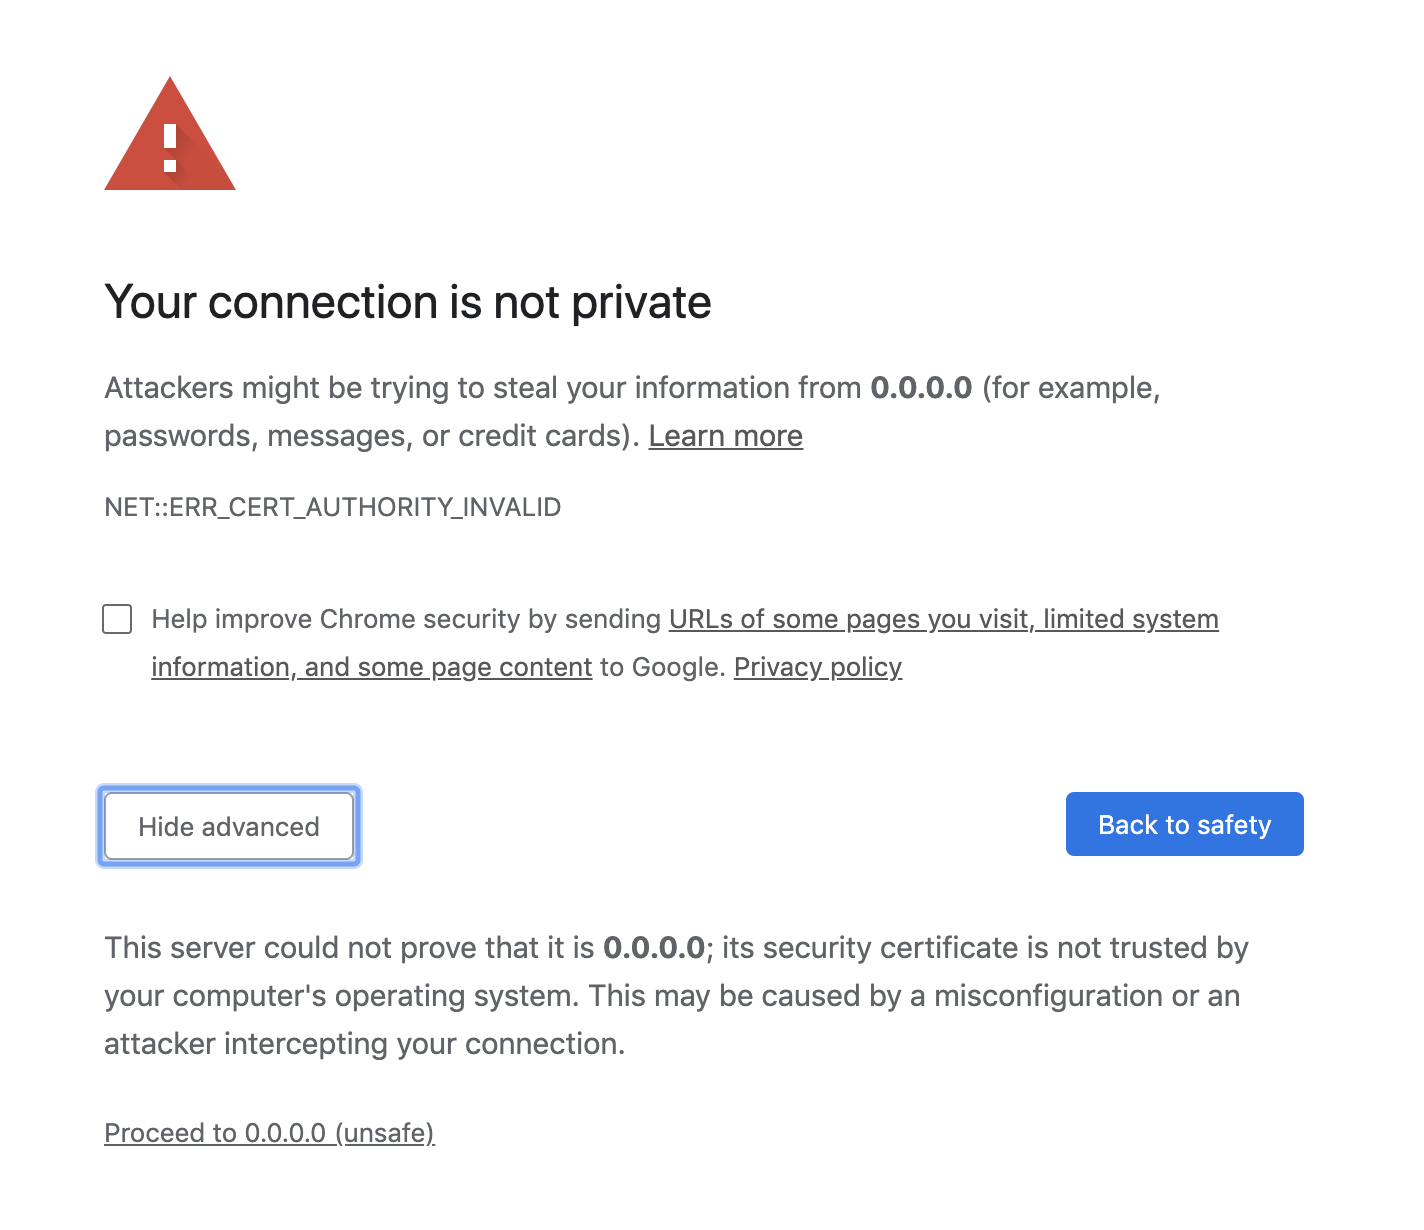 Your connection is not private
Attackers might be trying to steal your information from 0.0.0.0 (for example,
passwords, messages, or credit cards). Learn more
NET::ERR_CERT_AUTHORITY_INVALID
Help improve Chrome security by sending URLs of some pages you visit, limited system
information, and some page content to Google. Privacy policy
Hide advanced
Back to safety
This server could not prove that it is 0.0.0.0; its security certificate is not trusted by
your computer's operating system. This may be caused by a misconfiguration or an
attacker intercepting your connection.
Proceed to 0.0.0.0 (unsafe)